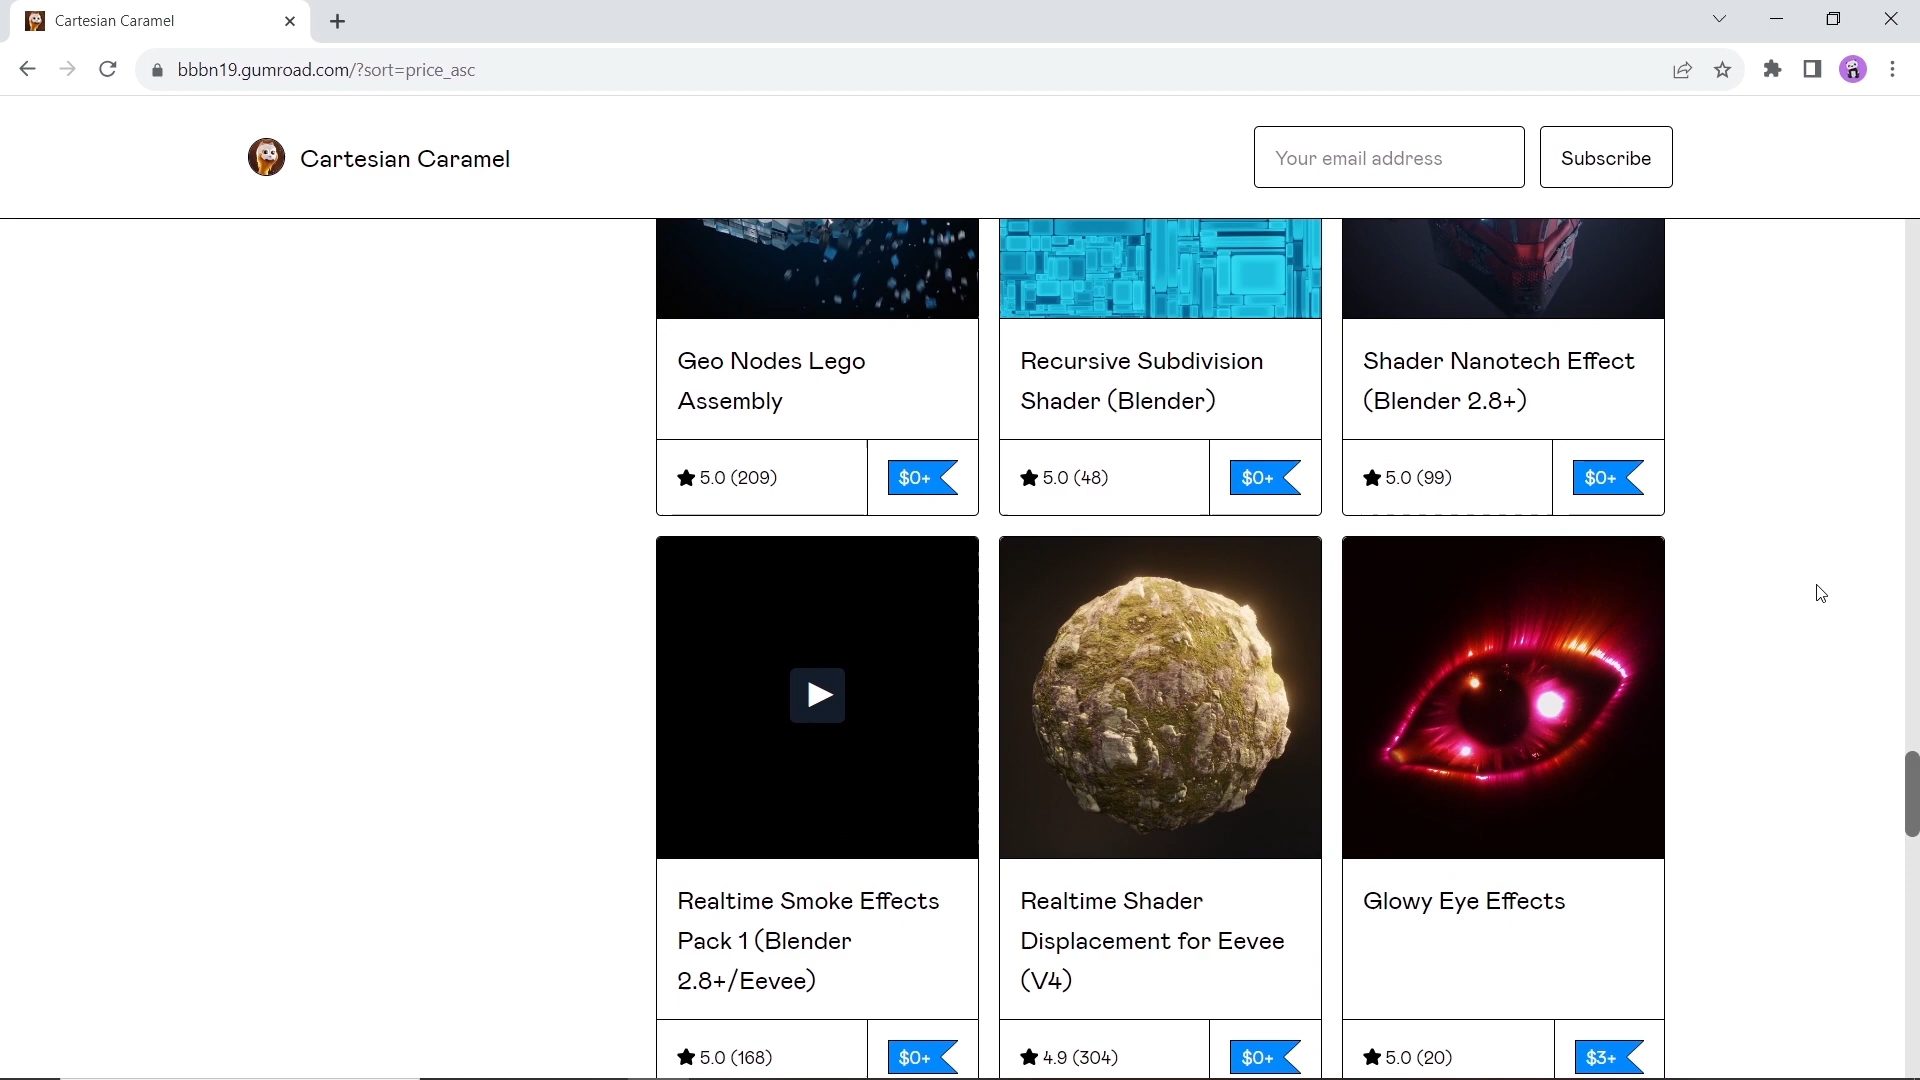 Cartesian Caramel
bbbn19.gumroad.com/?sort=price_asc
Cartesian Caramel
Your email address
Subscribe
Geo Nodes Lego
Assembly
5.0 (209)
$0+
Recursive Subdivision
Shader (Blender)
5.0 (48)
$0+
Shader Nanotech Effect
(Blender 2.8+)
5.0 (99)
$0+
Realtime Smoke Effects
Pack 1 (Blender
2.8+/Eevee)
5.0 (168)
$0+
Realtime Shader
Displacement for Eevee
(V4)
4.9 (304)
$0+
Glowy Eye Effects
5.0 (20)
$3+